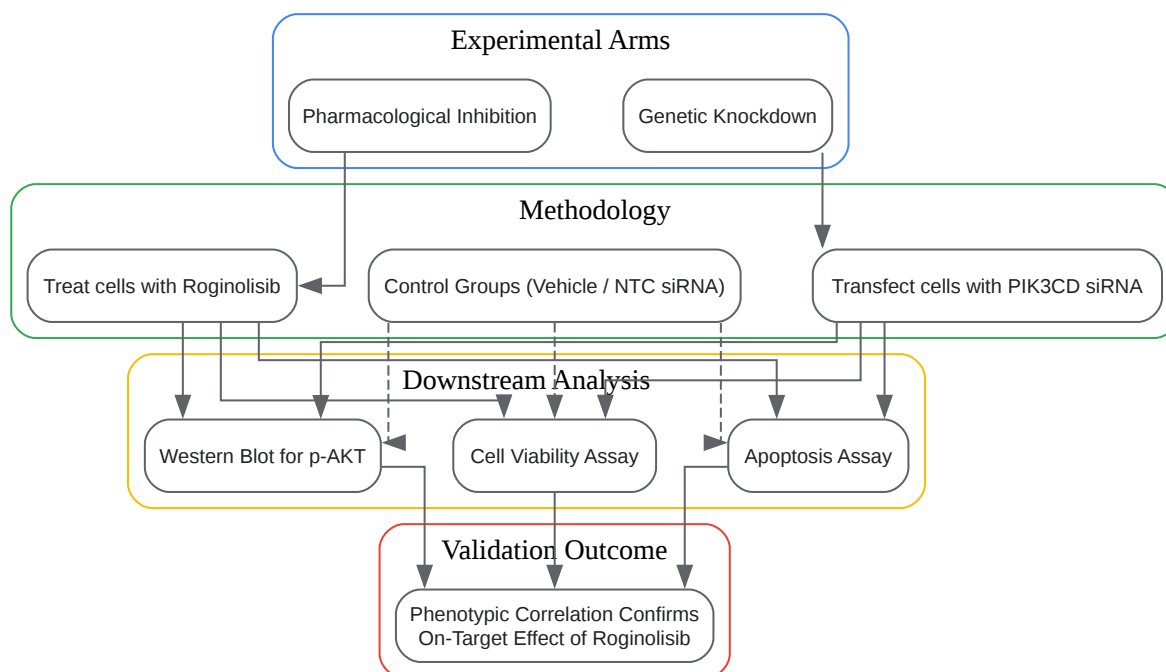 Experimental Arms
Pharmacological Inhibition
Genetic Knockdown
Methodology
Treat cells with Roginolisib
Control Groups (Vehicle / NTC siRNA)
Transfect cells with PIK3CD siRNA
Downstream Analysis
Western Blot for p-AKT
Cell Viability Assay
Apoptosis Assay
Validation Outcome
Phenotypic Correlation Confirms
On-Target Effect of Roginolisib